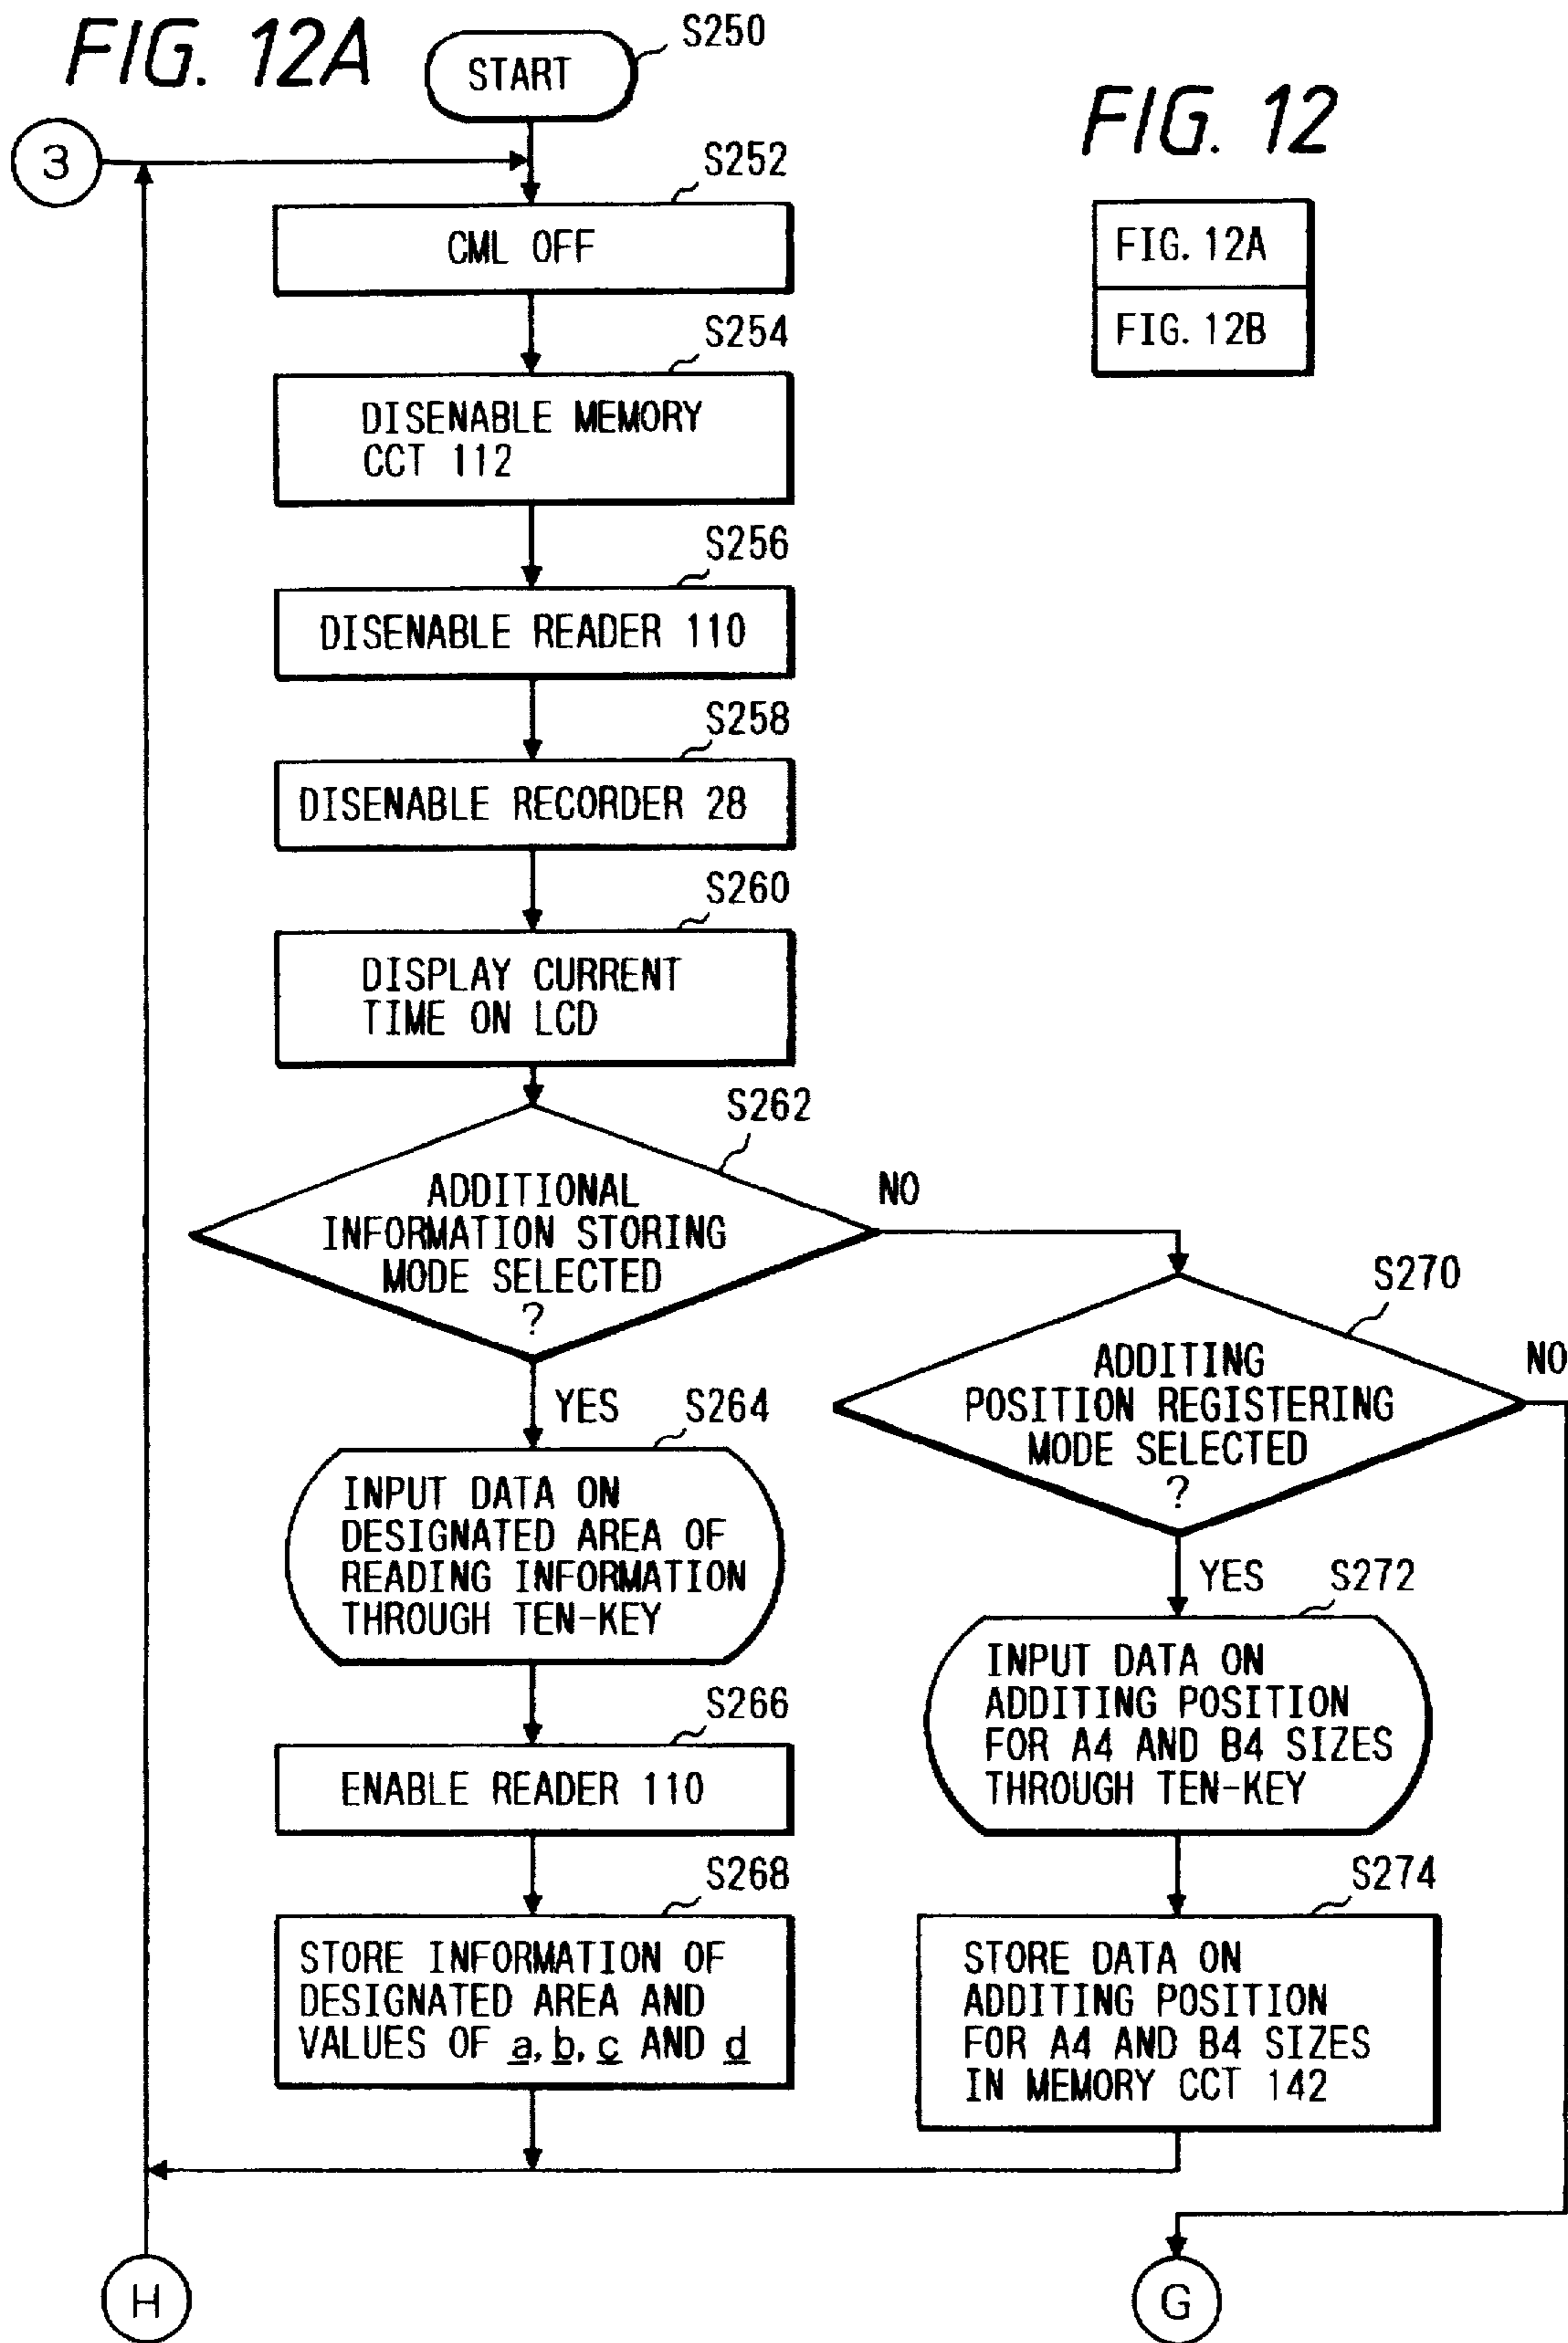 FIG. 12A
START
S250
3
FIG. 12
FIG. 12A
FIG. 12B
S252
CML OFF
S254
DISENABLE MEMORY
CCT 112
S256
DISENABLE READER 110
S258
DISENABLE RECORDER 28
S260
DISPLAY CURRENT
TIME ON LCD
S262
ADDITIONAL
INFORMATION STORING
MODE SELECTED
?
NO
YES
S264
INPUT DATA ON
DESIGNATED AREA OF
READING INFORMATION
THROUGH TEN-KEY
S266
ENABLE READER 110
S268
STORE INFORMATION OF
DESIGNATED AREA AND
VALUES OF a, b, c AND d
S270
ADDITING
POSITION REGISTERING
MODE SELECTED
?
NO
YES
S272
INPUT DATA ON
ADDITING POSITION
FOR A4 AND B4 SIZES
THROUGH TEN-KEY
S274
STORE DATA ON
ADDITING POSITION
FOR A4 AND B4 SIZES
IN MEMORY CCT 142
H
G